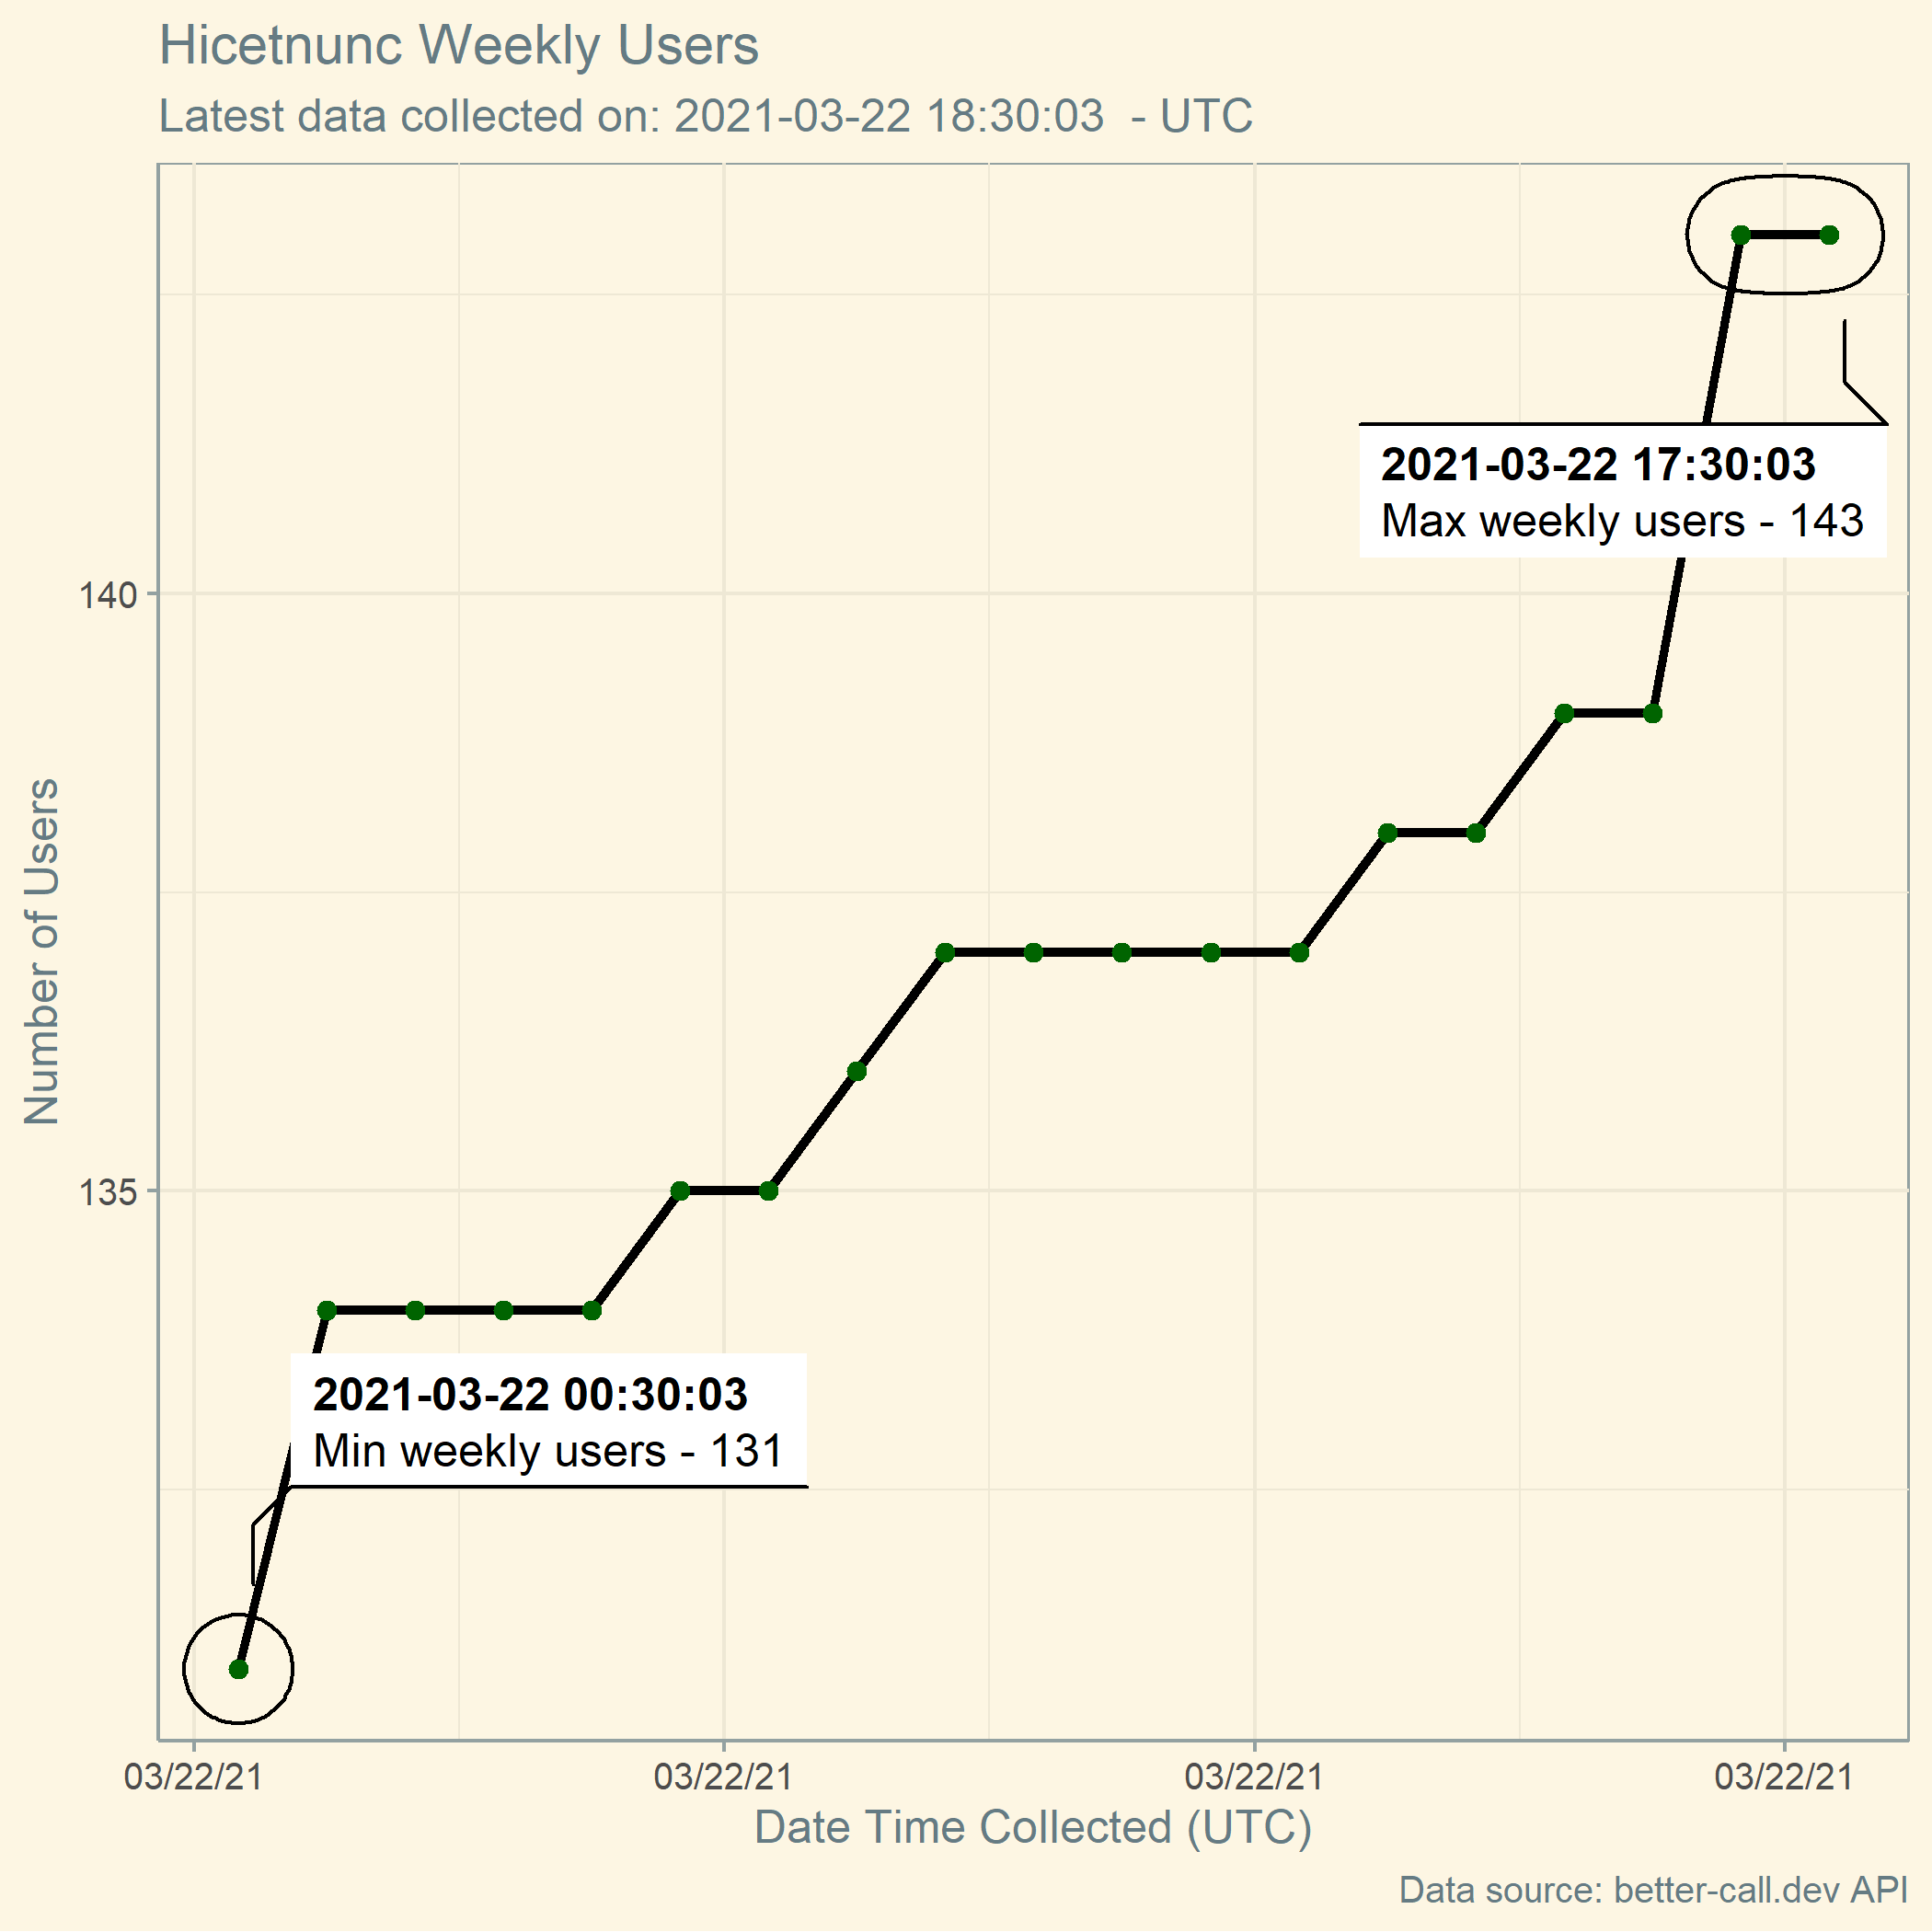 Hicetnunc Weekly Users
Latest data collected on: 2021-03-22 18:30:03  - UTC
2021-03-22 17:30:03
Max weekly users - 143
140
Number of Users
135
2021-03-22 00:30:03
Min weekly users - 131
03/22/21 03/22/21 03/22/21 03/22/21
Date Time Collected (UTC)
Data source: better-call.dev API